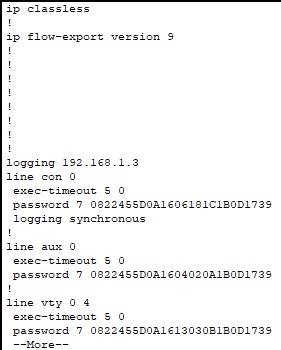 ip classless
!
ip flow-export version 9
!
!
!
!
!
!
!
!
logging 192.168.1.3
line con 0
 exec-timeout 5 0
 password 7 0822455D0A1606181C1B0D1739
 logging synchronous
!
line aux 0
 exec-timeout 5 0
 password 7 0822455D0A1604020A1B0D1739
!
line vty 0 4
 exec-timeout 5 0
 password 7 0822455D0A1613030B1B0D1739
 --More--